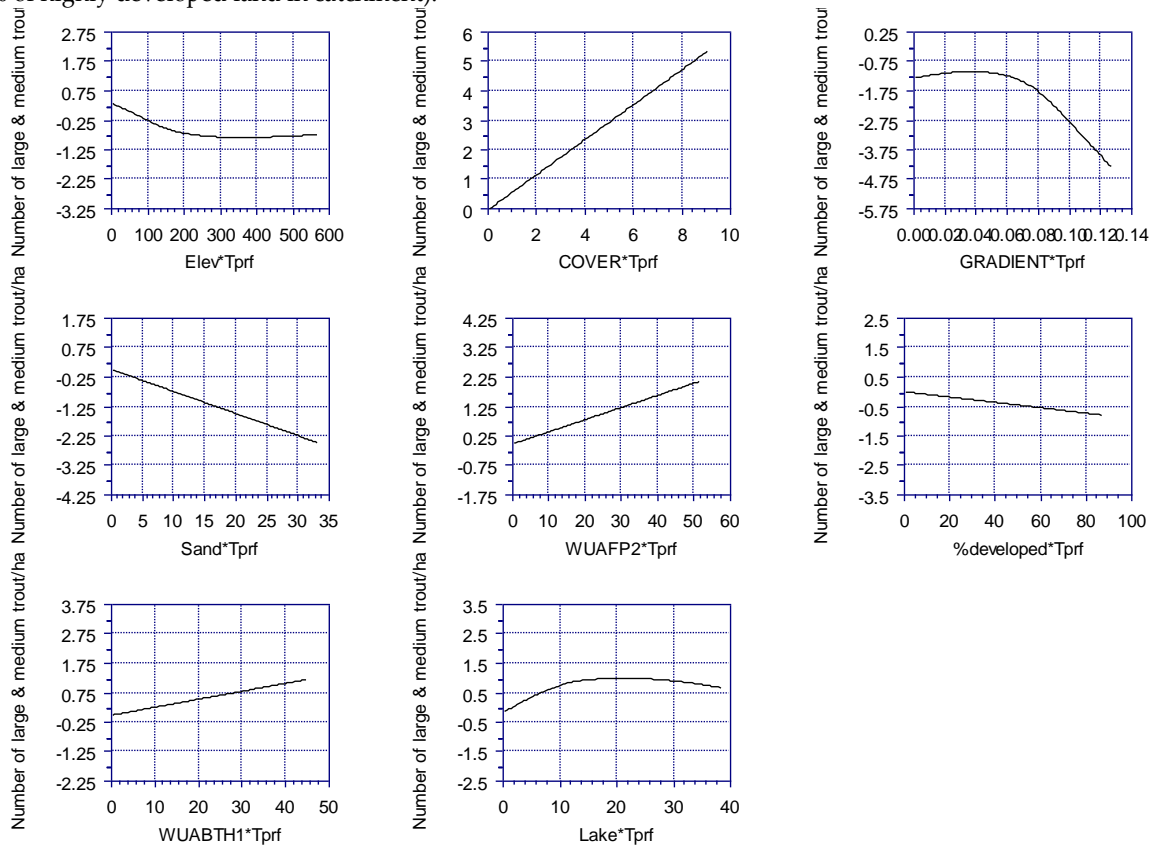 of highly developed land in catchment).
Number of large & medium
2.75
1.75
0.75
-0.25
-1.25
-2.25
-3.25
0 100 200 300 400 500 600
Elev*Tprf
Number of large & medium
6
5
4
3
2
1
0
0 2 4 6 8 10
COVER*Tprf
Number of large & medium
0.25
-0.75
-1.75
-2.75
-3.75
-4.75
-5.75
0.00 0.02 0.04 0.06 0.08 0.10 0.12 0.14
GRADIENT*Tprf
Number of large & medium trout/ha
1.75
0.75
-0.25
-1.25
-2.25
-3.25
-4.25
0 5 10 15 20 25 30 35
Sand*Tprf
Number of large & medium trout/ha
4.25
3.25
2.25
1.25
0.25
-0.75
-1.75
0 10 20 30 40 50 60
WUAFP2*Tprf
Number of large & medium trout/ha
2.5
1.5
0.5
-0.5
-1.5
-2.5
-3.5
0 20 40 60 80 100
%developed*Tprf
Number of large & medium trout/ha
3.75
2.75
1.75
0.75
-0.25
-1.25
-2.25
0 10 20 30 40 50
WUABTH1*Tprf
Number of large & medium trout/ha
3.5
2.5
1.5
0.5
-0.5
-1.5
-2.5
0 10 20 30 40
Lake*Tprf